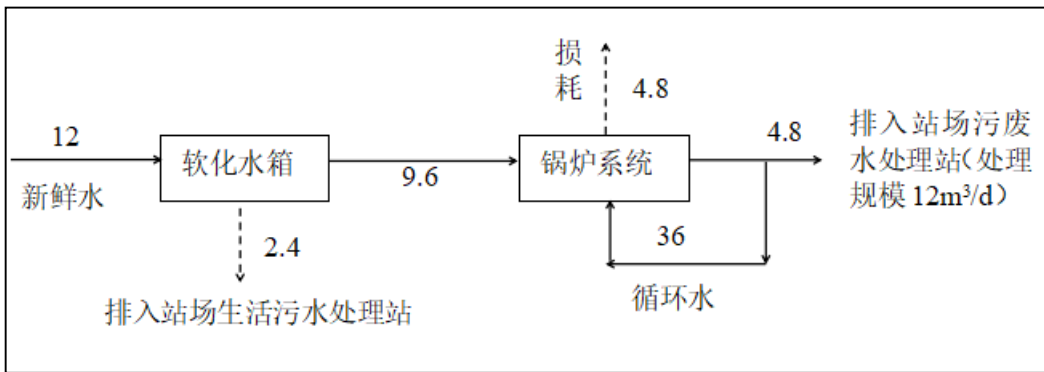 12
新鲜水
软化水箱
2.4
排入站场生活污水处理站
9.6
损
耗
4.8
锅炉系统
4.8
排入站场污废
水处理站（处理
规模 12m³/d）
36
循环水